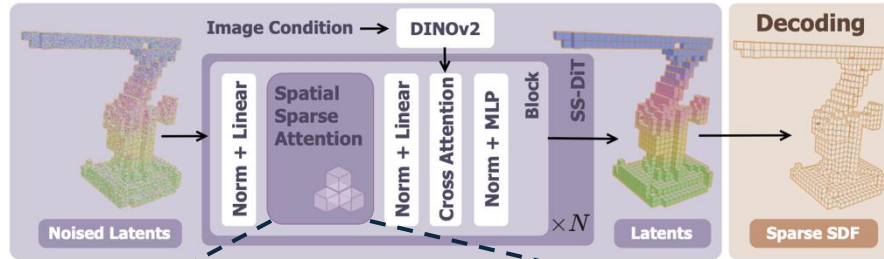 Image Condition
DINOv2
Decoding
Norm + Linear
Spatial
Sparse
Attention
Norm + Linear
Cross Attention
Norm + MLP
Block
SS-DiT
×N
Noised Latents
Latents
Sparse SDF